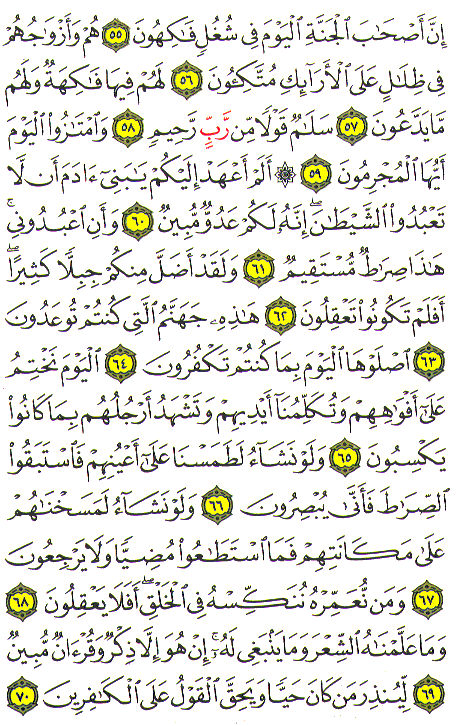 إِنَّ أَصْحَٰبَ ٱلْجَنَّةِ ٱلْيَوْمَ فِى شُغُلٍ فَٰكِهُونَ ٥٥ هُمْ وَأَزْوَٰجُهُمْ
فِى ظِلَٰلٍ عَلَى ٱلْأَرَآئِكِ مُتَّكِـُٔونَ ٥٦ لَهُمْ فِيهَا فَٰكِهَةٌ وَلَهُم
مَّا يَدَّعُونَ ٥٧ سَلَٰمٌ قَوْلًا مِّن رَّبٍّ رَّحِيمٍ ٥٨ وَٱمْتَٰزُوا۟ ٱلْيَوْمَ
أَيُّهَا ٱلْمُجْرِمُونَ ٥٩ ۞ أَلَمْ أَعْهَدْ إِلَيْكُمْ يَٰبَنِىٓ ءَادَمَ أَن لَّا
تَعْبُدُوا۟ ٱلشَّيْطَٰنَ ۖ إِنَّهُۥ لَكُمْ عَدُوٌّ مُّبِينٌ ٦٠ وَأَنِ ٱعْبُدُونِى ۚ
هَٰذَا صِرَٰطٌ مُّسْتَقِيمٌ ٦١ وَلَقَدْ أَضَلَّ مِنكُمْ جِبِلًّا كَثِيرًا ۖ
أَفَلَمْ تَكُونُوا۟ تَعْقِلُونَ ٦٢ هَٰذِهِۦ جَهَنَّمُ ٱلَّتِى كُنتُمْ تُوعَدُونَ
٦٣ ٱصْلَوْهَا ٱلْيَوْمَ بِمَا كُنتُمْ تَكْفُرُونَ ٦٤ ٱلْيَوْمَ نَخْتِمُ
عَلَىٰٓ أَفْوَٰهِهِمْ وَتُكَلِّمُنَآ أَيْدِيهِمْ وَتَشْهَدُ أَرْجُلُهُم بِمَا كَانُوا۟
يَكْسِبُونَ ٦٥ وَلَوْ نَشَآءُ لَطَمَسْنَا عَلَىٰٓ أَعْيُنِهِمْ فَٱسْتَبَقُوا۟
ٱلصِّرَٰطَ فَأَنَّىٰ يُبْصِرُونَ ٦٦ وَلَوْ نَشَآءُ لَمَسَخْنَٰهُمْ
عَلَىٰ مَكَانَتِهِمْ فَمَا ٱسْتَطَٰعُوا۟ مُضِيًّا وَلَا يَرْجِعُونَ
٦٧ وَمَن نُّعَمِّرْهُ نُنَكِّسْهُ فِى ٱلْخَلْقِ ۖ أَفَلَا يَعْقِلُونَ ٦٨
وَمَا عَلَّمْنَٰهُ ٱلشِّعْرَ وَمَا يَنۢبَغِى لَهُۥٓ ۚ إِنْ هُوَ إِلَّا ذِكْرٌ وَقُرْءَانٌ مُّبِينٌ
٦٩ لِّيُنذِرَ مَن كَانَ حَيًّا وَيَحِقَّ ٱلْقَوْلُ عَلَى ٱلْكَٰفِرِينَ ٧٠